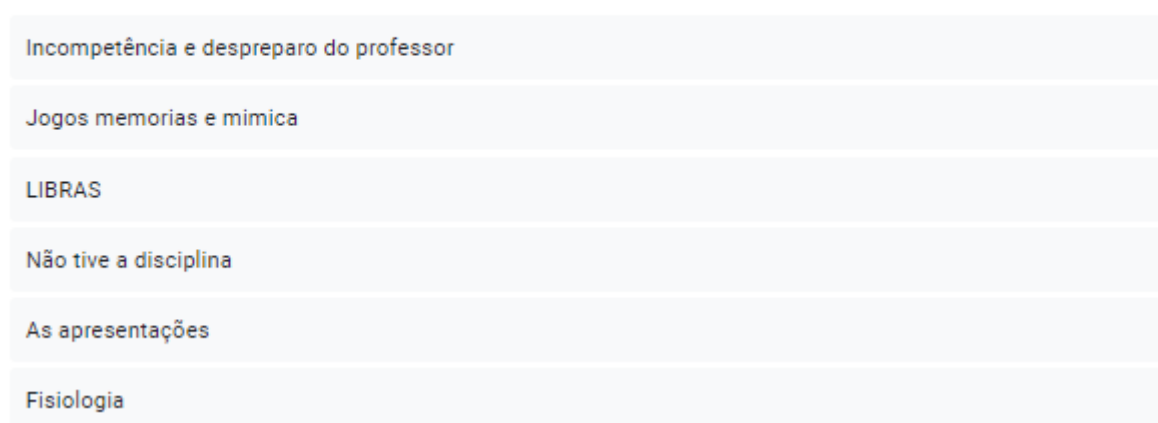 Incompetência e despreparo do professor
Jogos memorias e mimica
LIBRAS
Não tive a disciplina
As apresentações
Fisiologia